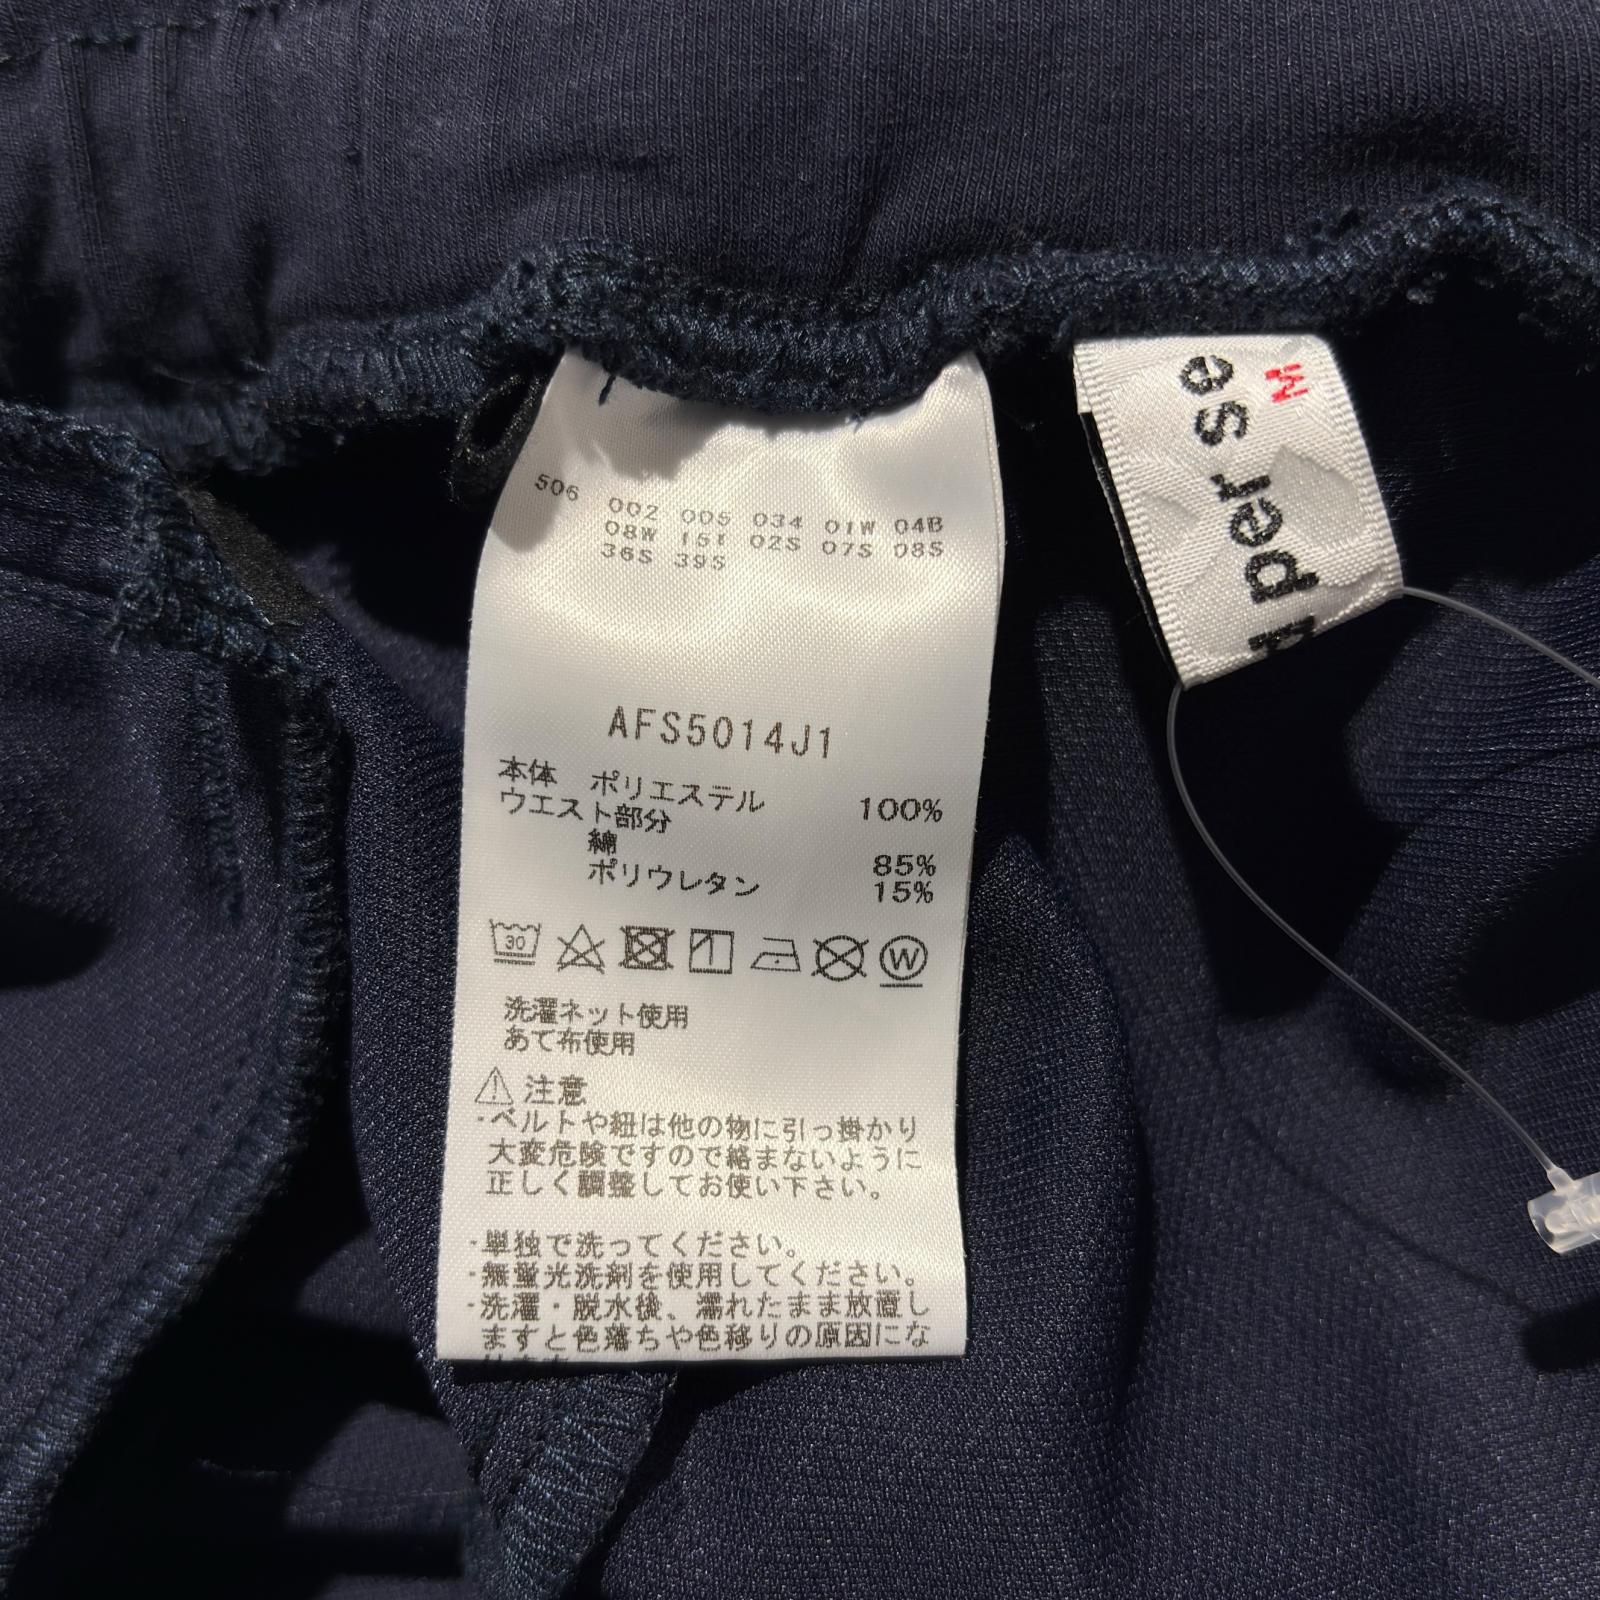 506 002 005 034 01W 04B
08W 151 02S 07S 08S
36S 39S
AFS5014J1
本体 ポリエステル 100%
ウエスト部分
綿 85%
ポリウレタン 15%
30
W
洗濯ネット使用
あて布使用
注意
・ベルトや紐は他の物に引っ掛かり
大変危険ですので絡まないように
正しく調整してお使い下さい。
・単独で洗ってください。
・無蛍光洗剤を使用してください。
・洗濯・脱水後、濡れたまま放置し
ますと色落ちや色移りの原因にな
per se
M